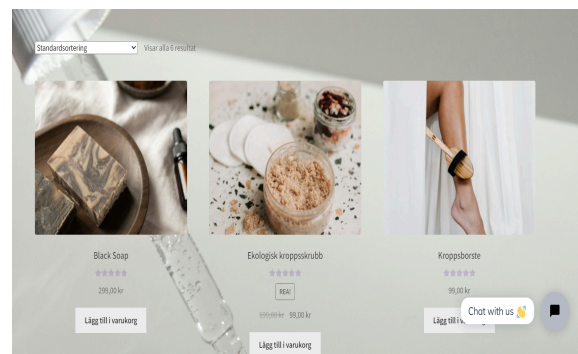 Standardsortering
Visar alla 6 resultat
Black Soap
299,00 kr
Lägg till i varukorg
Ekologisk kroppsskrubb
REA!
199,00 kr 99,00 kr
Lägg till i varukorg
Kroppsborste
99,00 kr
Lägg till i
Chat with us 👋